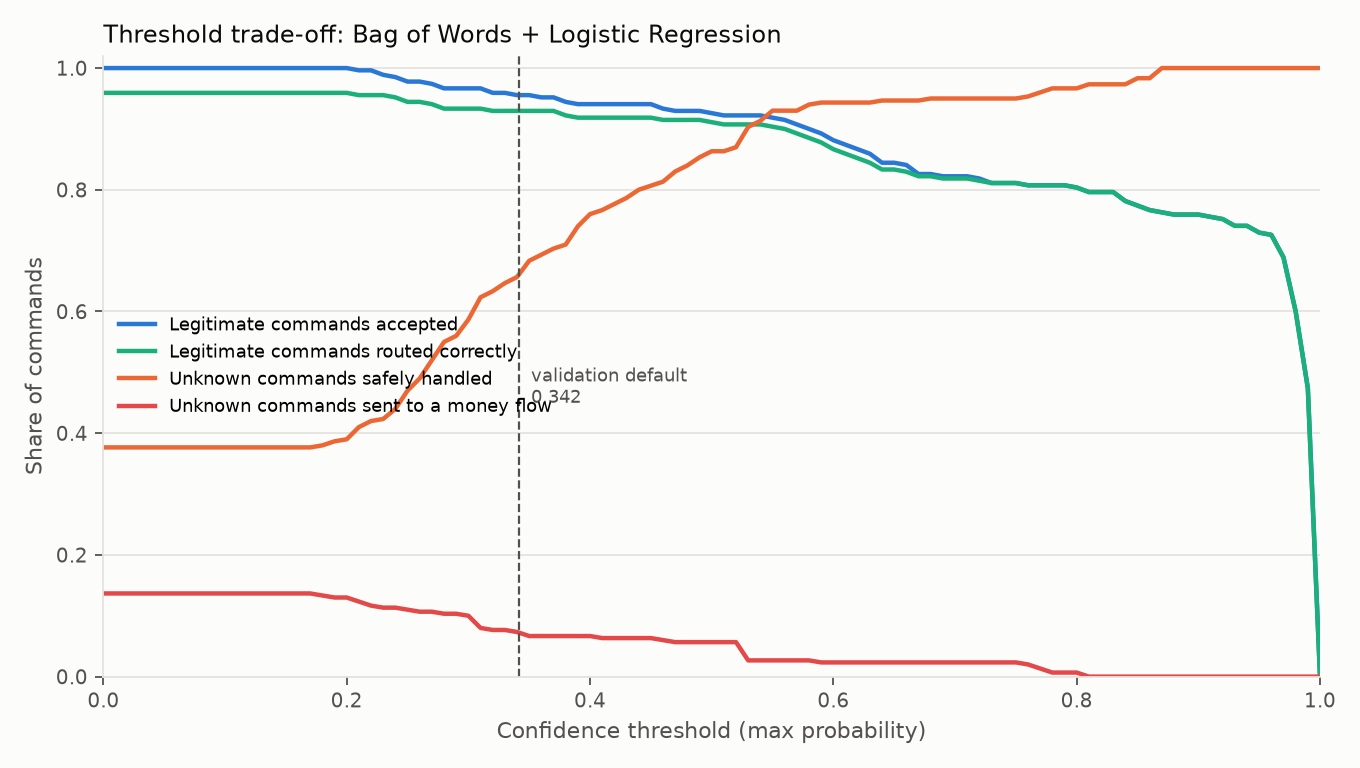 Threshold trade-off: Bag of Words + Logistic Regression
1.0
0.8
0.6
0.4
0.2
0.0
Share of commands
Legitimate commands accepted
Legitimate commands routed correctly
Unknown commands safely handled
Unknown commands sent to a money flow
validation default
0.342
0.0 0.2 0.4 0.6 0.8 1.0
Confidence threshold (max probability)